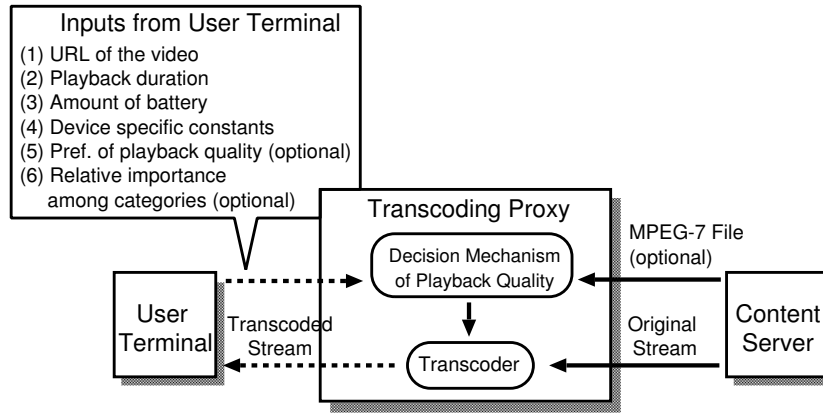 Inputs from User Terminal
(1) URL of the video
(2) Playback duration
(3) Amount of battery
(4) Device specific constants
(5) Pref. of playback quality (optional)
(6) Relative importance
among categories (optional)
Transcoding Proxy
Decision Mechanism
of Playback Quality
MPEG-7 File
(optional)
User
Terminal
Transcoded
Stream
Transcoder
Original
Stream
Content
Server